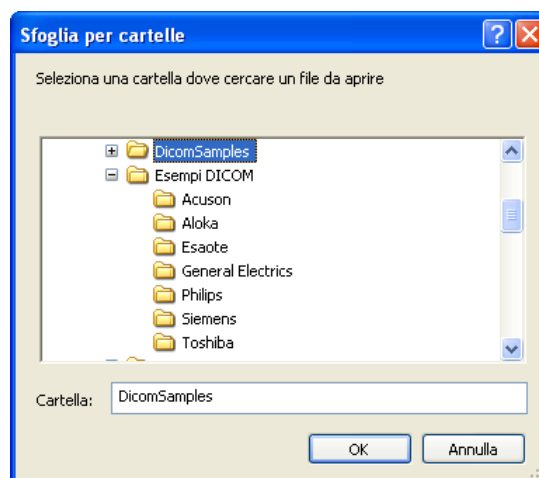 Sfoglia per cartelle
Seleziona una cartella dove cercare un file da aprire
DicomSamples
Esempi DICOM
Acuson
Aloka
Esaote
General Electrics
Philips
Siemens
Toshiba
Cartella: DicomSamples
OK Annulla